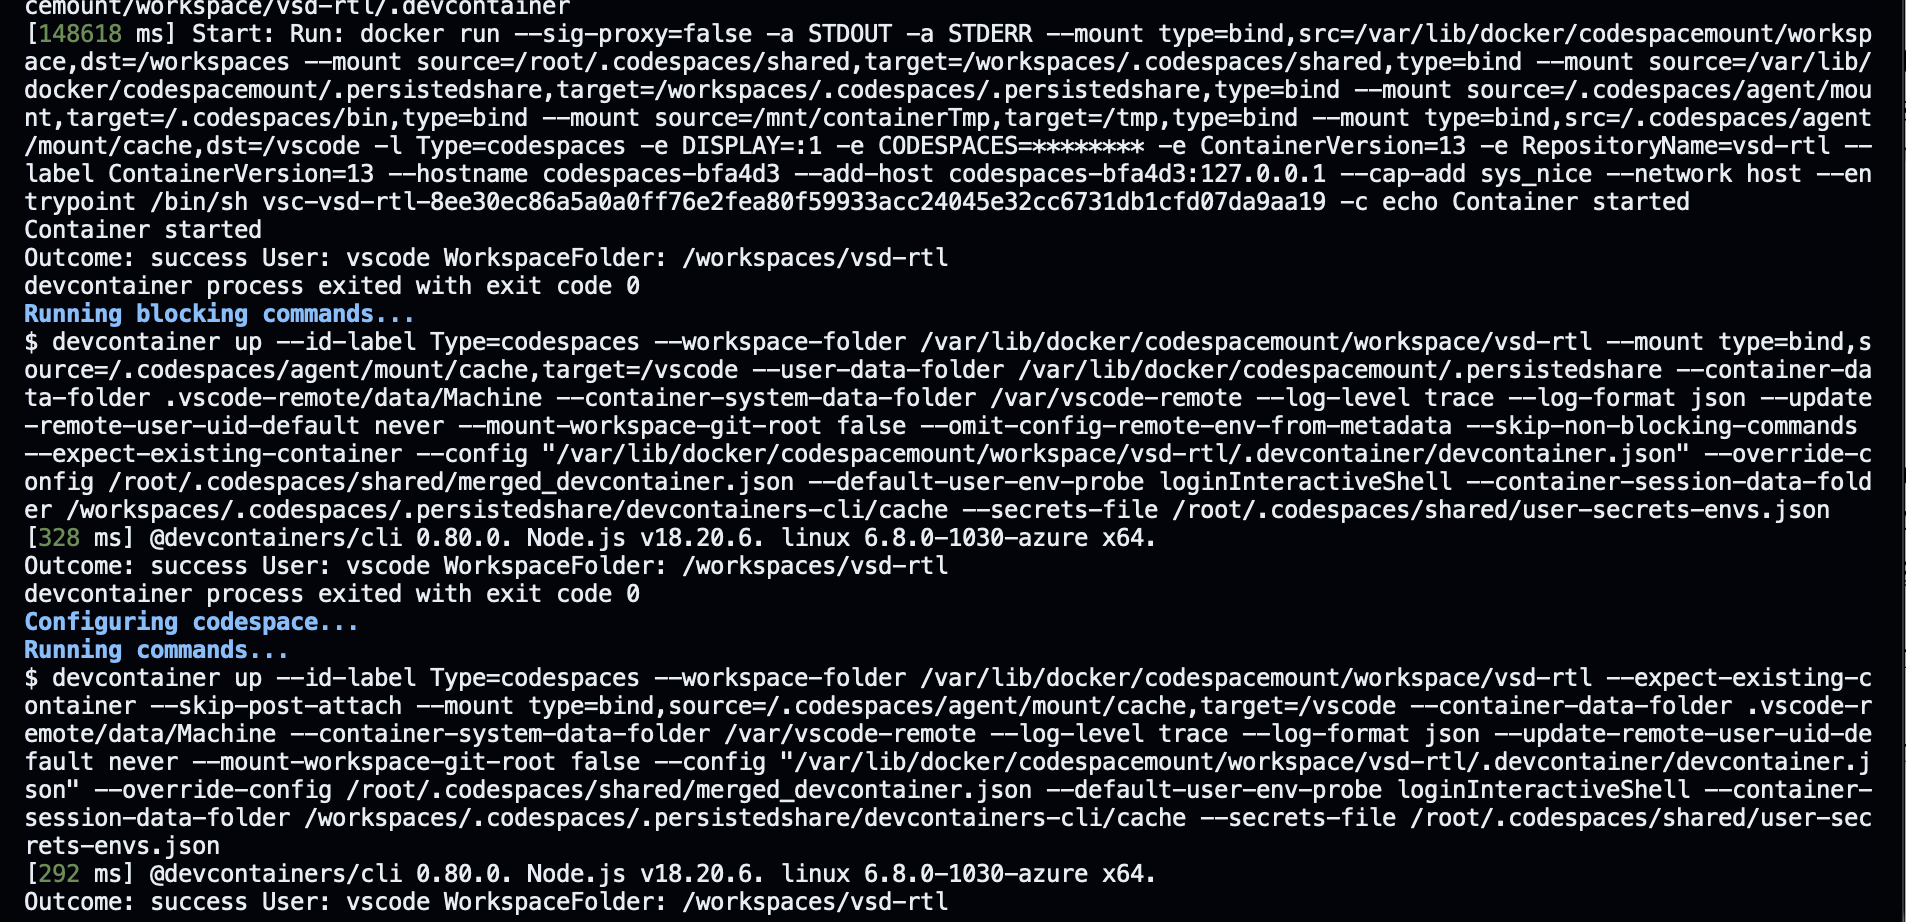 cemount/workspace/vsd-rtl/.devcontainer
[148618 ms] Start: Run: docker run --sig-proxy=false -a STDOUT -a STDERR --mount type=bind,src=/var/lib/docker/codespacemount/worksp
ace,dst=/workspaces --mount source=/root/.codespaces/shared,target=/workspaces/.codespaces/shared,type=bind --mount source=/var/lib/
docker/codespacemount/.persistedshare,target=/workspaces/.codespaces/.persistedshare,type=bind --mount source=/.codespaces/agent/mou
nt,target=/.codespaces/bin,type=bind --mount source=/mnt/containerTmp,target=/tmp,type=bind --mount type=bind,src=/.codespaces/agent
/mount/cache,dst=/vscode -l Type=codespaces -e DISPLAY=:1 -e CODESPACES=******** -e ContainerVersion=13 -e RepositoryName=vsd-rtl --
label ContainerVersion=13 --hostname codespaces-bfa4d3 --add-host codespaces-bfa4d3:127.0.0.1 --cap-add sys_nice --network host --en
trypoint /bin/sh vsc-vsd-rtl-8ee30ec86a5a0a0ff76e2fea80f59933acc24045e32cc6731db1cfd07da9aa19 -c echo Container started
Container started
Outcome: success User: vscode WorkspaceFolder: /workspaces/vsd-rtl
devcontainer process exited with exit code 0
Running blocking commands...
$ devcontainer up --id-label Type=codespaces --workspace-folder /var/lib/docker/codespacemount/workspace/vsd-rtl --mount type=bind,s
ource=/.codespaces/agent/mount/cache,target=/vscode --user-data-folder /var/lib/docker/codespacemount/.persistedshare --container-da
ta-folder .vscode-remote/data/Machine --container-system-data-folder /var/vscode-remote --log-level trace --log-format json --update
-remote-user-uid-default never --mount-workspace-git-root false --omit-config-remote-env-from-metadata --skip-non-blocking-commands
--expect-existing-container --config "/var/lib/docker/codespacemount/workspace/vsd-rtl/.devcontainer/devcontainer.json" --override-c
onfig /root/.codespaces/shared/merged_devcontainer.json --default-user-env-probe loginInteractiveShell --container-session-data-fold
er /workspaces/.codespaces/.persistedshare/devcontainers-cli/cache --secrets-file /root/.codespaces/shared/user-secrets-envs.json
[328 ms] @devcontainers/cli 0.80.0. Node.js v18.20.6. linux 6.8.0-1030-azure x64.
Outcome: success User: vscode WorkspaceFolder: /workspaces/vsd-rtl
devcontainer process exited with exit code 0
Configuring codespace...
Running commands...
$ devcontainer up --id-label Type=codespaces --workspace-folder /var/lib/docker/codespacemount/workspace/vsd-rtl --expect-existing-c
ontainer --skip-post-attach --mount type=bind,source=/.codespaces/agent/mount/cache,target=/vscode --container-data-folder .vscode-r
emote/data/Machine --container-system-data-folder /var/vscode-remote --log-level trace --log-format json --update-remote-user-uid-de
fault never --mount-workspace-git-root false --config "/var/lib/docker/codespacemount/workspace/vsd-rtl/.devcontainer/devcontainer.j
son" --override-config /root/.codespaces/shared/merged_devcontainer.json --default-user-env-probe loginInteractiveShell --container-
session-data-folder /workspaces/.codespaces/.persistedshare/devcontainers-cli/cache --secrets-file /root/.codespaces/shared/user-sec
rets-envs.json
[292 ms] @devcontainers/cli 0.80.0. Node.js v18.20.6. linux 6.8.0-1030-azure x64.
Outcome: success User: vscode WorkspaceFolder: /workspaces/vsd-rtl